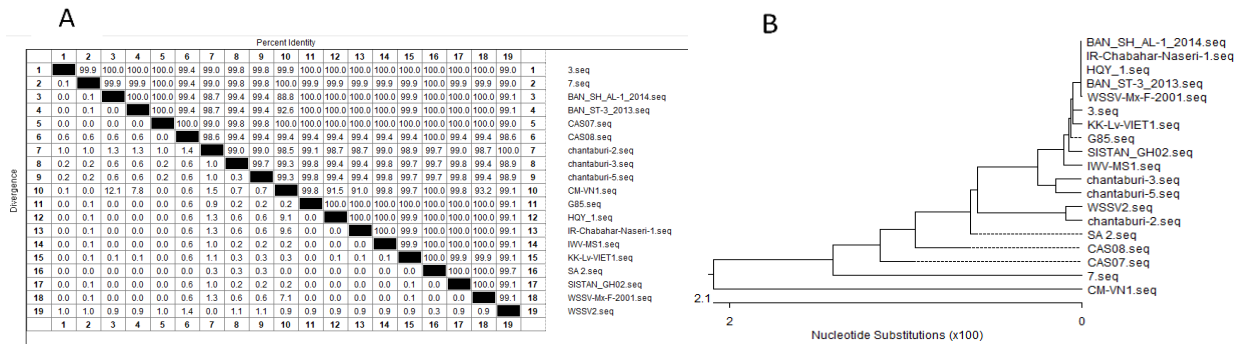 A
Percent Identity
1 2 3 4 5 6 7 8 9 10 11 12 13 14 15 16 17 18 19
1 99.9 100.0 100.0 100.0 99.4 99.0 99.8 99.8 99.9 100.0 100.0 100.0 100.0 100.0 100.0 100.0 100.0 99.0 1 3.seq
2 0.1 99.9 99.9 100.0 99.4 99.0 99.8 99.8 100.0 99.9 99.9 99.9 99.9 99.9 100.0 99.9 99.9 99.0 2 7.seq
3 0.0 0.1 100.0 100.0 99.4 98.7 99.4 99.4 88.8 100.0 100.0 100.0 100.0 99.9 100.0 100.0 100.0 99.1 3 BAN_SH_AL-1_2014.seq
4 0.0 0.1 0.0 100.0 99.4 98.7 99.4 99.4 92.6 100.0 100.0 100.0 100.0 99.9 100.0 100.0 100.0 99.1 4 BAN_ST-3_2013.seq
5 0.0 0.0 0.0 0.0 100.0 99.0 99.8 99.8 100.0 100.0 100.0 100.0 100.0 100.0 100.0 100.0 100.0 99.0 5 CAS07.seq
6 0.6 0.6 0.6 0.6 0.0 98.6 99.4 99.4 99.4 99.4 99.4 99.4 99.4 99.4 100.0 99.4 99.4 98.6 6 CAS08.seq
7 1.0 1.0 1.3 1.3 1.0 1.4 99.0 99.0 98.5 99.1 98.7 98.7 99.0 98.9 99.7 99.0 98.7 100.0 7 chantaburi-2.seq
8 0.2 0.2 0.6 0.6 0.2 0.6 1.0 99.7 99.3 99.8 99.4 99.4 99.8 99.7 99.7 99.8 99.4 98.9 8 chantaburi-3.seq
9 0.2 0.2 0.6 0.6 0.2 0.6 1.0 0.3 99.3 99.8 99.4 99.4 99.8 99.7 99.7 99.8 99.4 98.9 9 chantaburi-5.seq
10 0.1 0.0 12.1 7.8 0.0 0.6 1.5 0.7 0.7 99.8 91.5 91.0 99.8 99.7 100.0 99.8 93.2 99.1 10 CM-VN1.seq
11 0.0 0.1 0.0 0.0 0.0 0.6 0.9 0.2 0.2 0.2 100.0 100.0 100.0 100.0 100.0 100.0 100.0 99.1 11 G85.seq
12 0.0 0.1 0.0 0.0 0.0 0.6 1.3 0.6 0.6 9.1 0.0 100.0 100.0 99.9 100.0 100.0 100.0 99.1 12 HQY_1.seq
13 0.0 0.1 0.0 0.0 0.0 0.6 1.3 0.6 0.6 9.6 0.0 0.0 100.0 99.9 100.0 100.0 100.0 99.1 13 IR-Chabahar-Naseri-1.seq
14 0.0 0.1 0.0 0.0 0.0 0.6 1.0 0.2 0.2 0.2 0.0 0.0 0.0 99.9 100.0 100.0 100.0 99.1 14 IWV-MS1.seq
15 0.0 0.1 0.1 0.1 0.0 0.6 1.1 0.3 0.3 0.3 0.0 0.1 0.1 0.1 100.0 99.9 99.9 99.1 15 KK-Lv-VIET1.seq
16 0.0 0.0 0.0 0.0 0.0 0.0 0.3 0.3 0.3 0.0 0.0 0.0 0.0 0.0 0.0 100.0 100.0 99.7 16 SA 2.seq
17 0.0 0.1 0.0 0.0 0.0 0.6 1.0 0.2 0.2 0.2 0.0 0.0 0.0 0.0 0.1 0.0 100.0 99.1 17 SISTAN_GH02.seq
18 0.0 0.1 0.0 0.0 0.0 0.6 1.3 0.6 0.6 7.1 0.0 0.0 0.0 0.0 0.1 0.0 0.0 99.1 18 WSSV-Mx-F-2001.seq
19 1.0 1.0 0.9 0.9 1.0 1.4 0.0 1.1 1.1 0.9 0.9 0.9 0.9 0.9 0.9 0.3 0.9 0.9 19 WSSV2.seq
1 2 3 4 5 6 7 8 9 10 11 12 13 14 15 16 17 18 19
Divergence
B
BAN_SH_AL-1_2014.seq
IR-Chabahar-Naseri-1.seq
HQY_1.seq
BAN_ST-3_2013.seq
WSSV-Mx-F-2001.seq
3.seq
KK-Lv-VIET1.seq
G85.seq
SISTAN_GH02.seq
IWV-MS1.seq
chantaburi-3.seq
chantaburi-5.seq
WSSV2.seq
chantaburi-2.seq
SA 2.seq
CAS08.seq
CAS07.seq
7.seq
CM-VN1.seq
2.1
2 0
Nucleotide Substitutions (x100)